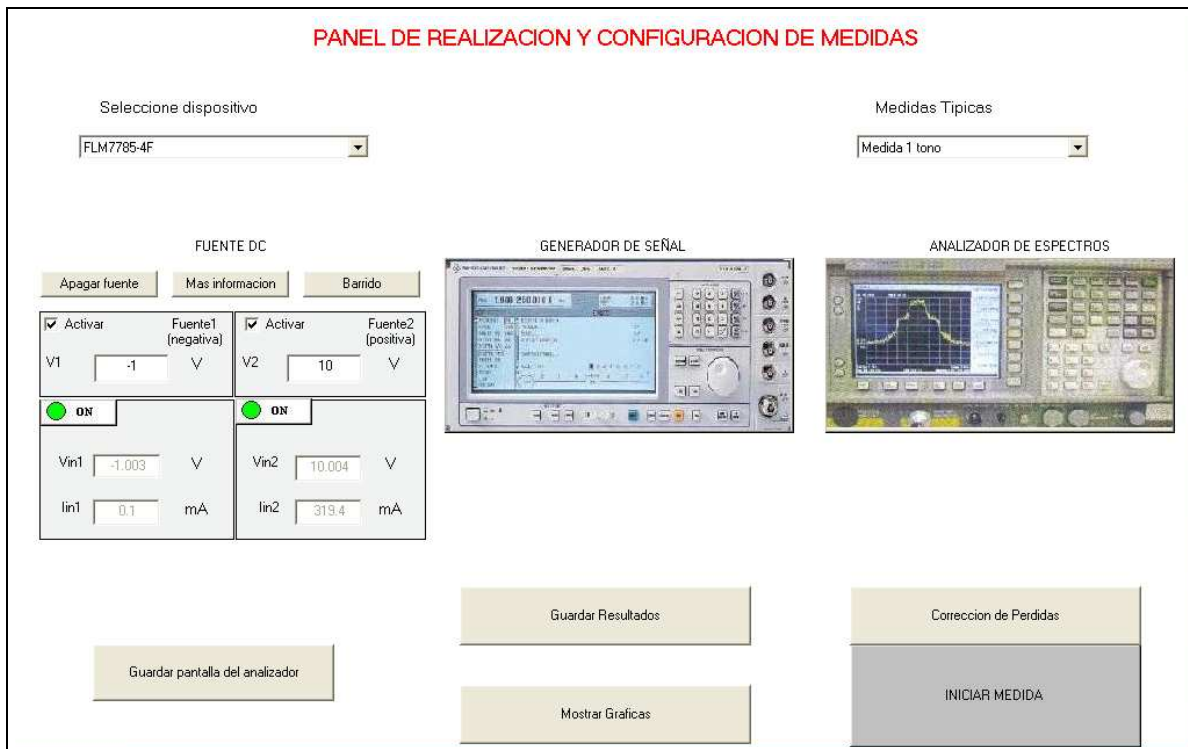 PANEL DE REALIZACION Y CONFIGURACION DE MEDIDAS
Seleccione dispositivo
Medidas Tipicas
FLM7785-4F
Medida 1 tono
FUENTE DC
GENERADOR DE SEÑAL
ANALIZADOR DE ESPECTROS
Apagar fuente
Mas informacion
Barrido
Activar
Fuente1
(negativa)
V1
-1
V
Activar
Fuente2
(positiva)
V2
10
V
ON
Vin1
-1.003
V
Iin1
0.1
mA
ON
Vin2
10.004
V
Iin2
319.4
mA
Guardar Resultados
Correccion de Perdidas
Guardar pantalla del analizador
Mostrar Graficas
INICIAR MEDIDA